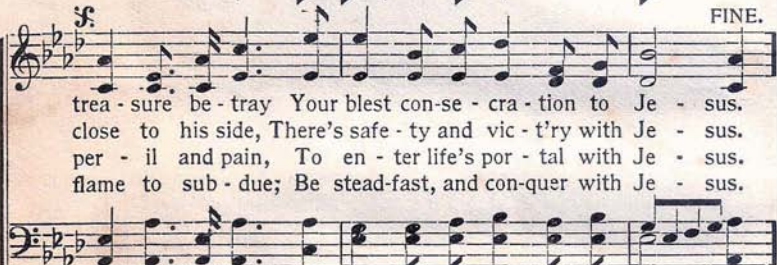 FINE.
trea - sure be - tray Your blest con-se - cra - tion to Je - sus.
close to his side, There's safe - ty and vic - t'ry with Je - sus.
per - il and pain, To en - ter life's por - tal with Je - sus.
flame to sub - due; Be stead-fast, and con-quer with Je - sus.